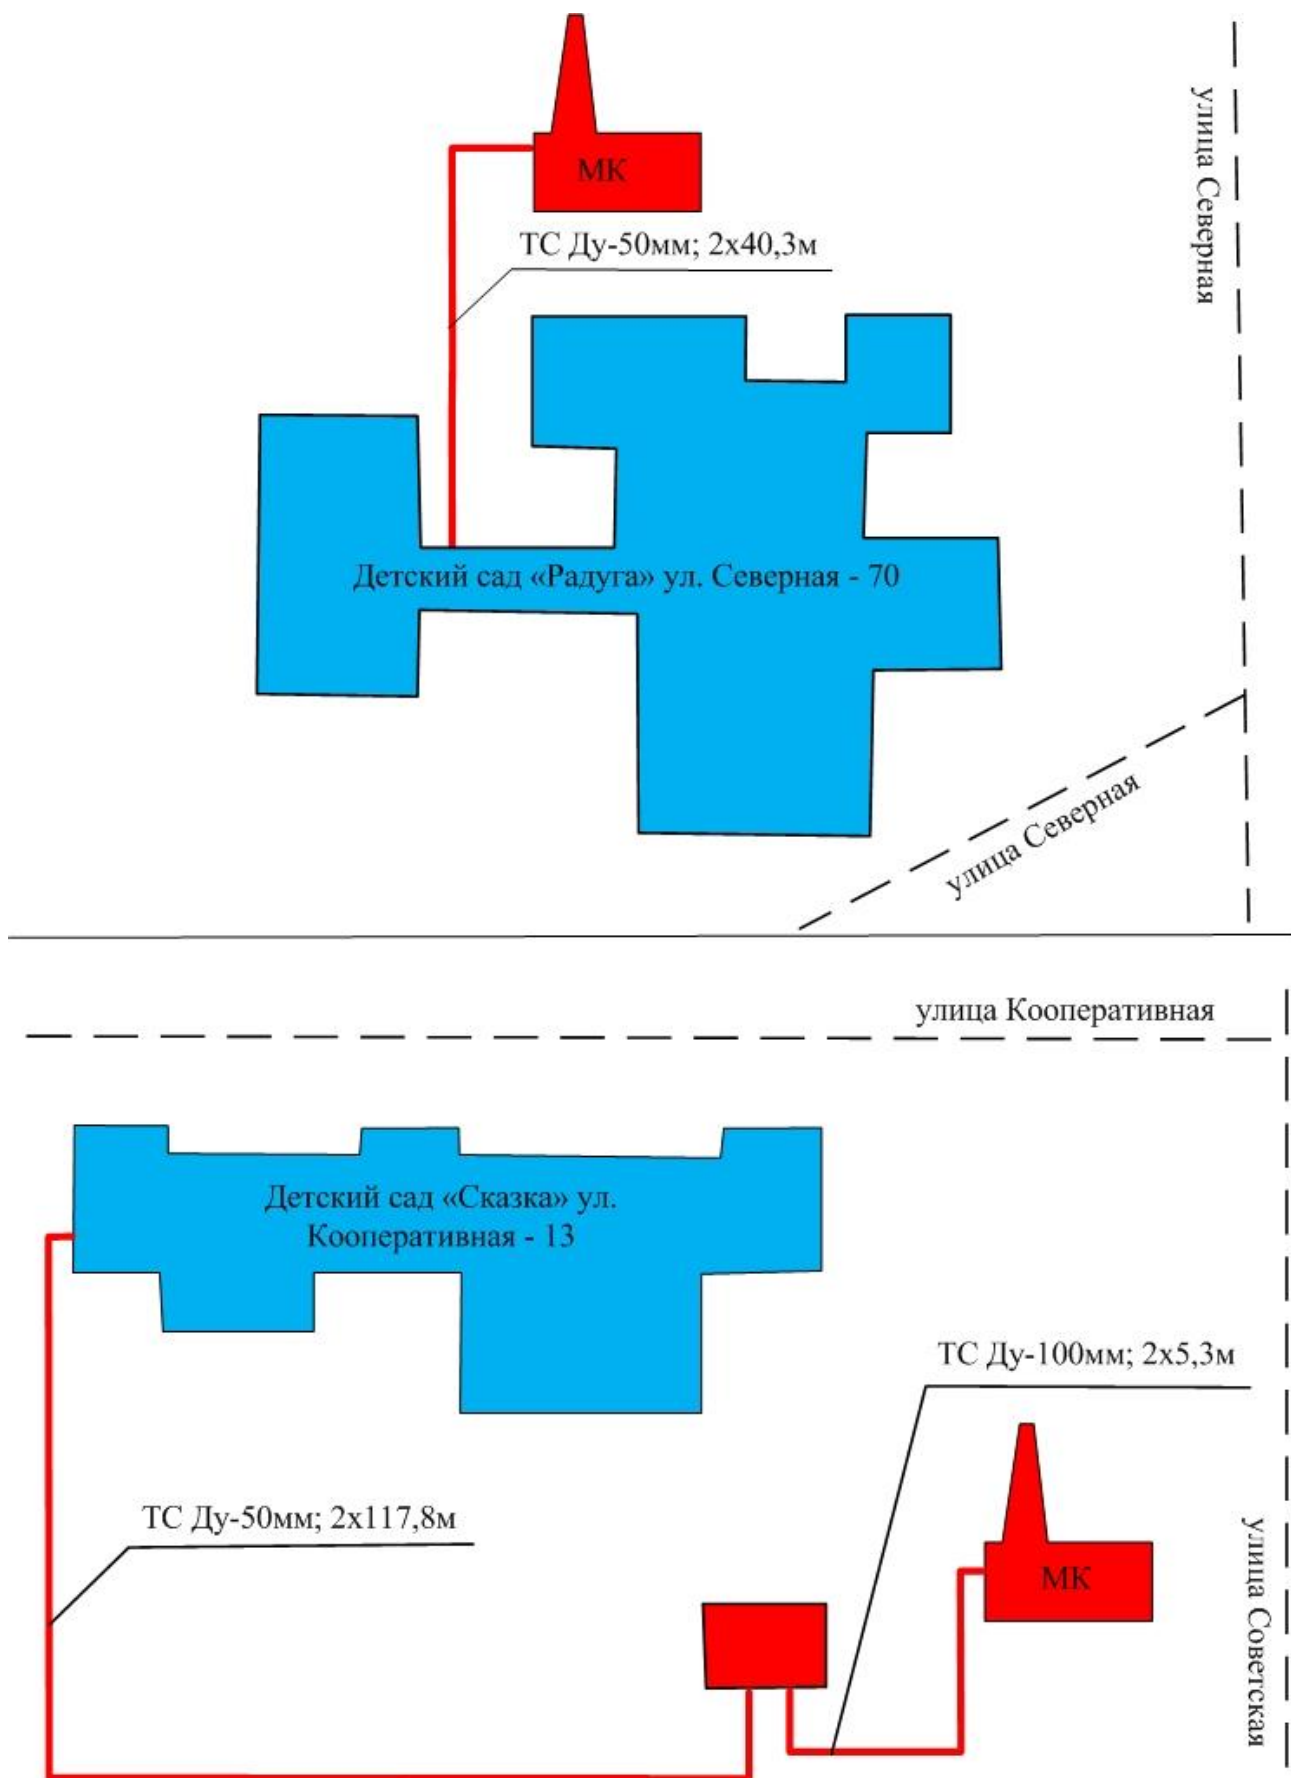 МК
улица Северная
ТС Ду-50мм; 2х40,3м
Детский сад «Радуга» ул. Северная - 70
улица Северная
улица Кооперативная
Детский сад «Сказка» ул.
Кооперативная - 13
ТС Ду-100мм; 2х5,3м
ТС Ду-50мм; 2х117,8м
МК
улица Советская